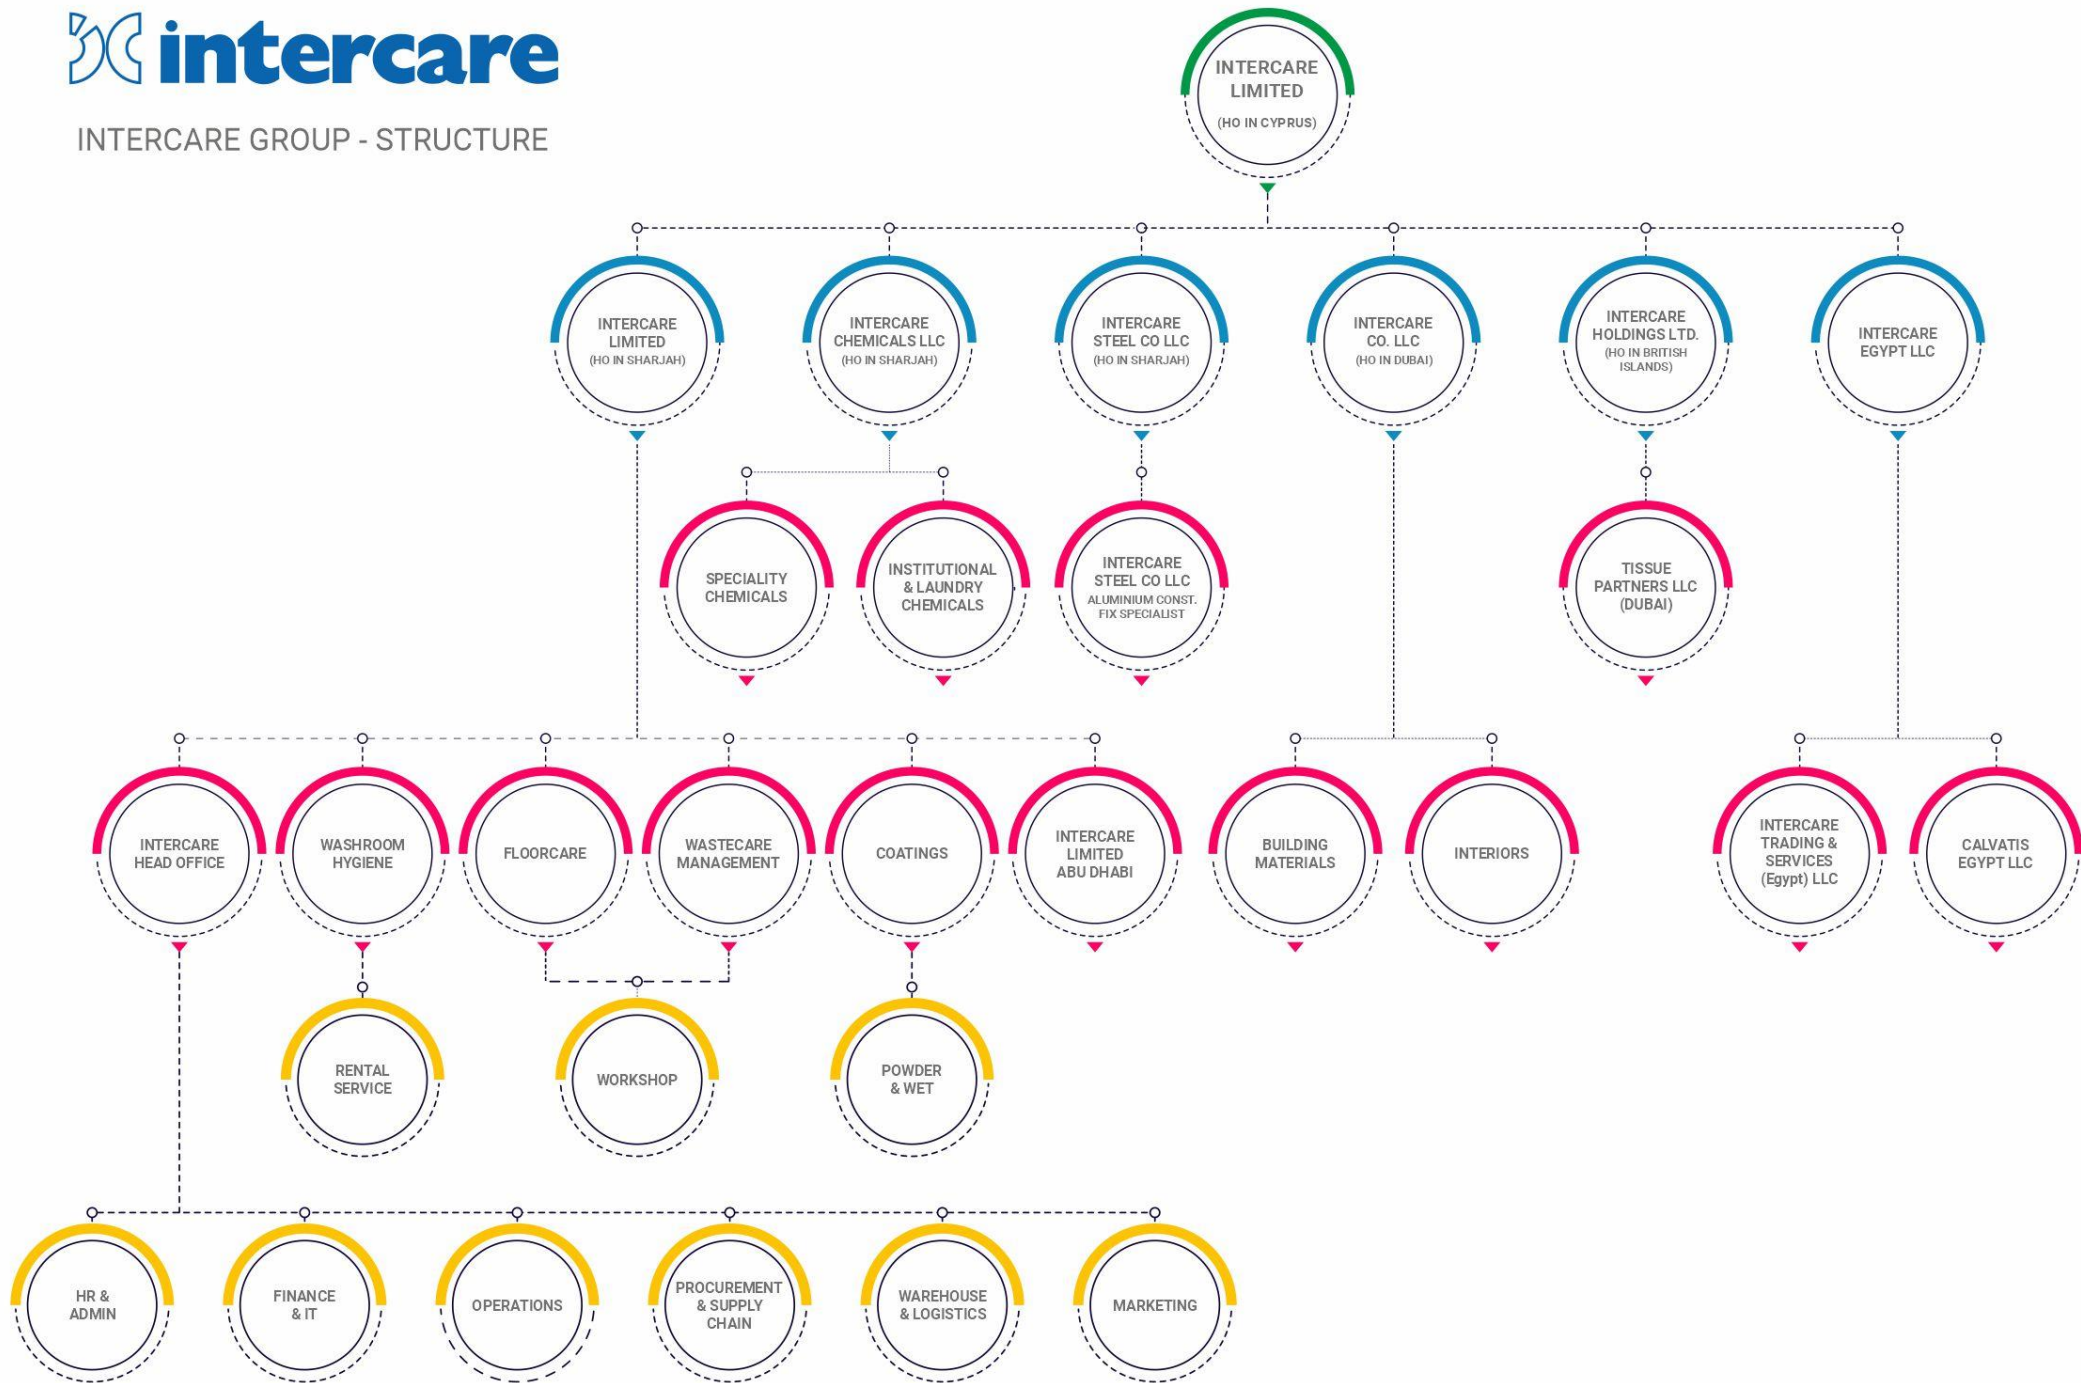 intercare
INTERCARE GROUP - STRUCTURE
INTERCARE
LIMITED
(HO IN CYPRUS)
INTERCARE
LIMITED
(HO IN SHARJAH)
INTERCARE
CHEMICALS LLC
(HO IN SHARJAH)
INTERCARE
STEEL CO LLC
(HO IN SHARJAH)
INTERCARE
CO. LLC
(HO IN DUBAI)
INTERCARE
HOLDINGS LTD.
(HO IN BRITISH
ISLANDS)
INTERCARE
EGYPT LLC
SPECIALITY
CHEMICALS
INSTITUTIONAL
& LAUNDRY
CHEMICALS
INTERCARE
STEEL CO LLC
ALUMINIUM CONST.
FIX SPECIALIST
TISSUE
PARTNERS LLC
(DUBAI)
INTERCARE
HEAD OFFICE
WASHROOM
HYGIENE
FLOORCARE
WASTECARE
MANAGEMENT
COATINGS
INTERCARE
LIMITED
ABU DHABI
BUILDING
MATERIALS
INTERIORS
INTERCARE
TRADING &
SERVICES
(Egypt) LLC
CALVATIS
EGYPT LLC
RENTAL
SERVICE
WORKSHOP
POWDER
& WET
HR &
ADMIN
FINANCE
& IT
OPERATIONS
PROCUREMENT
& SUPPLY
CHAIN
WAREHOUSE
& LOGISTICS
MARKETING